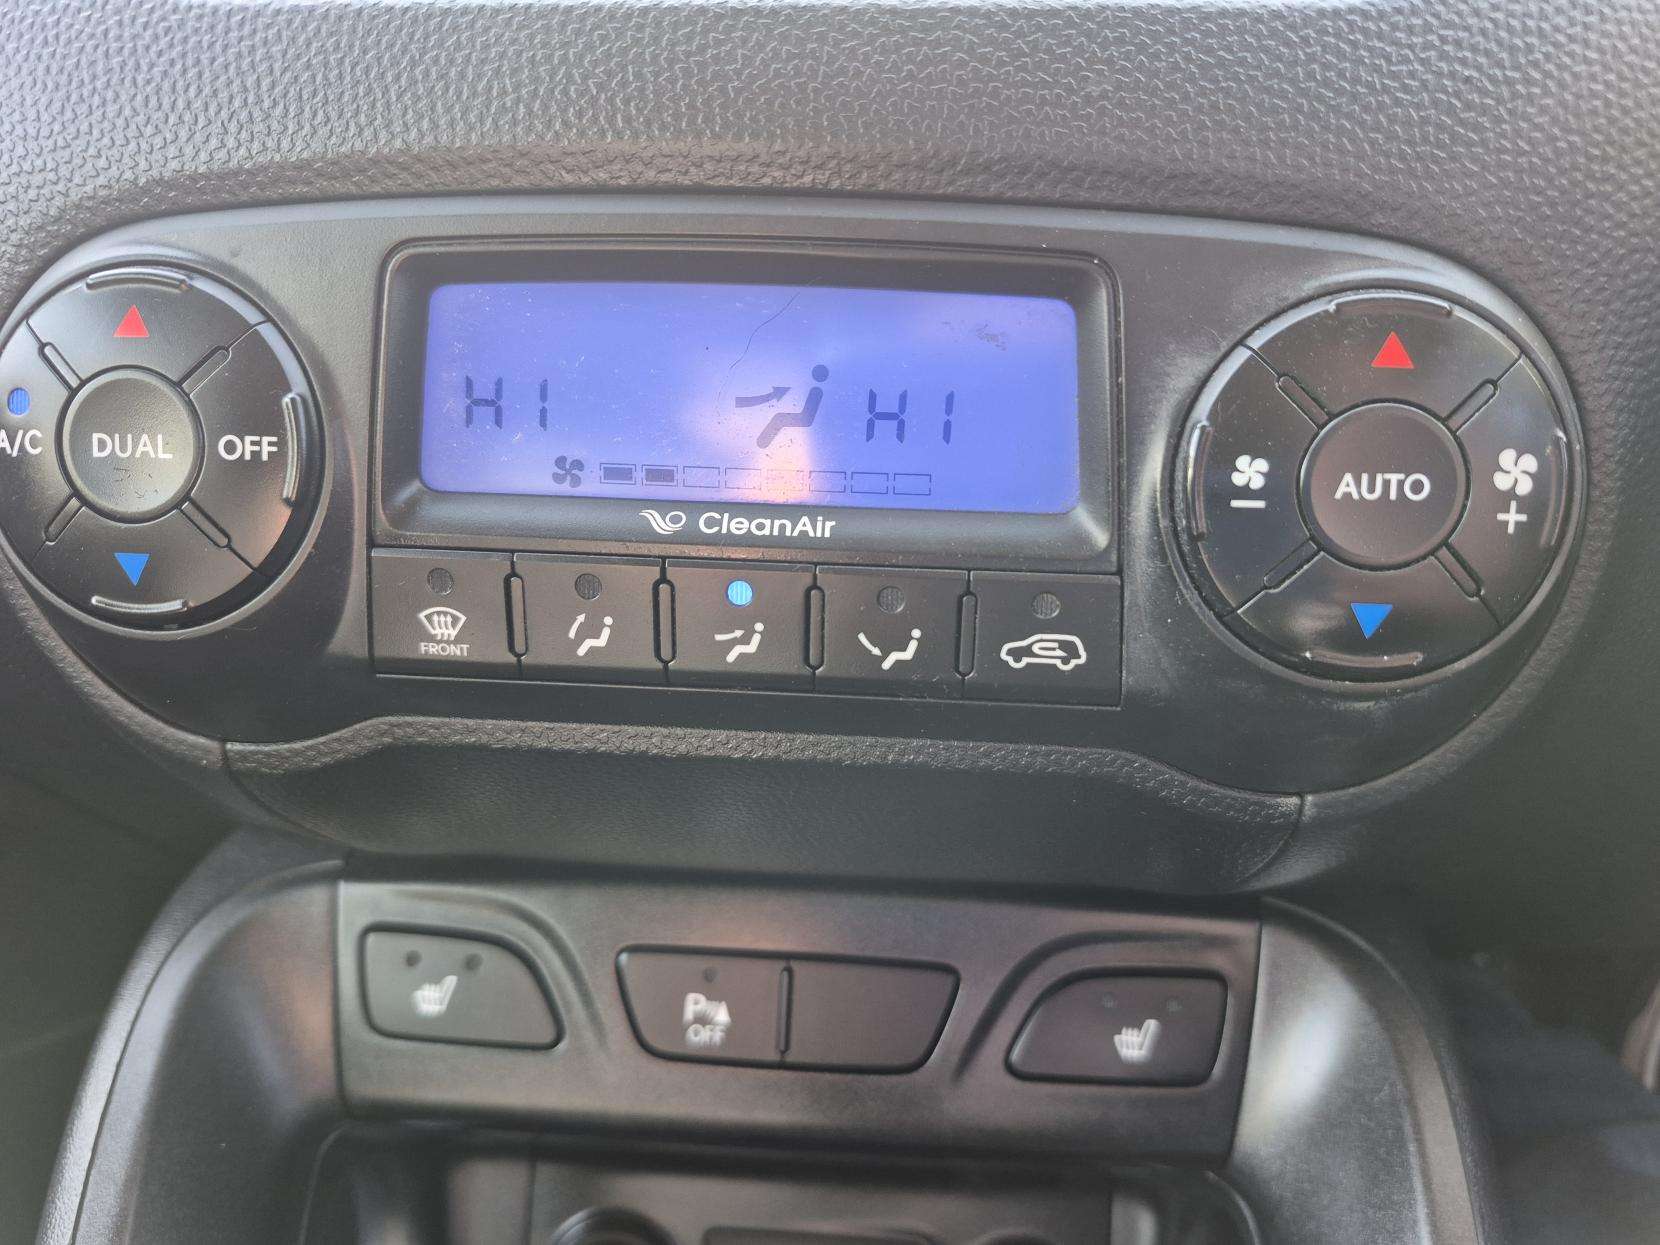 HI HI
CleanAir
A/C DUAL OFF
AUTO
- +
FRONT
P OFF